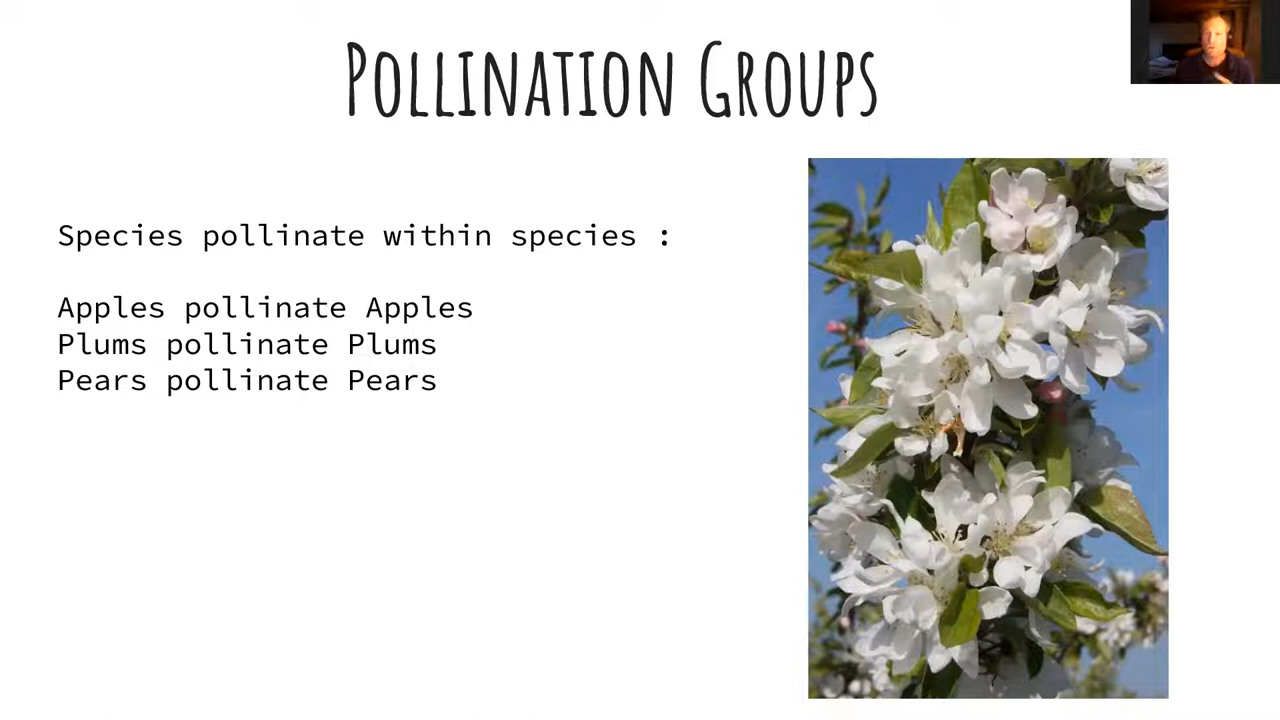 Pollination Groups
Species pollinate within species :
Apples pollinate Apples
Plums pollinate Plums
Pears pollinate Pears